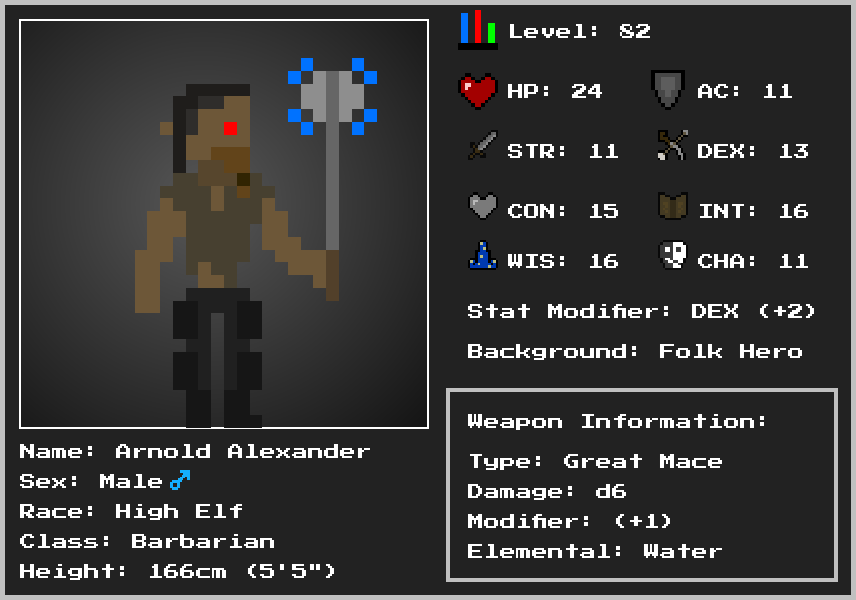 Level: 82
HP: 24
AC: 11
STR: 11
DEX: 13
CON: 15
INT: 16
WIS: 16
CHA: 11
Stat Modifier: DEX (+2)
Background: Folk Hero
Name: Arnold Alexander
Sex: Male♂
Race: High Elf
Class: Barbarian
Height: 166cm (5'5")
Weapon Information:
Type: Great Mace
Damage: d6
Modifier: (+1)
Elemental: Water